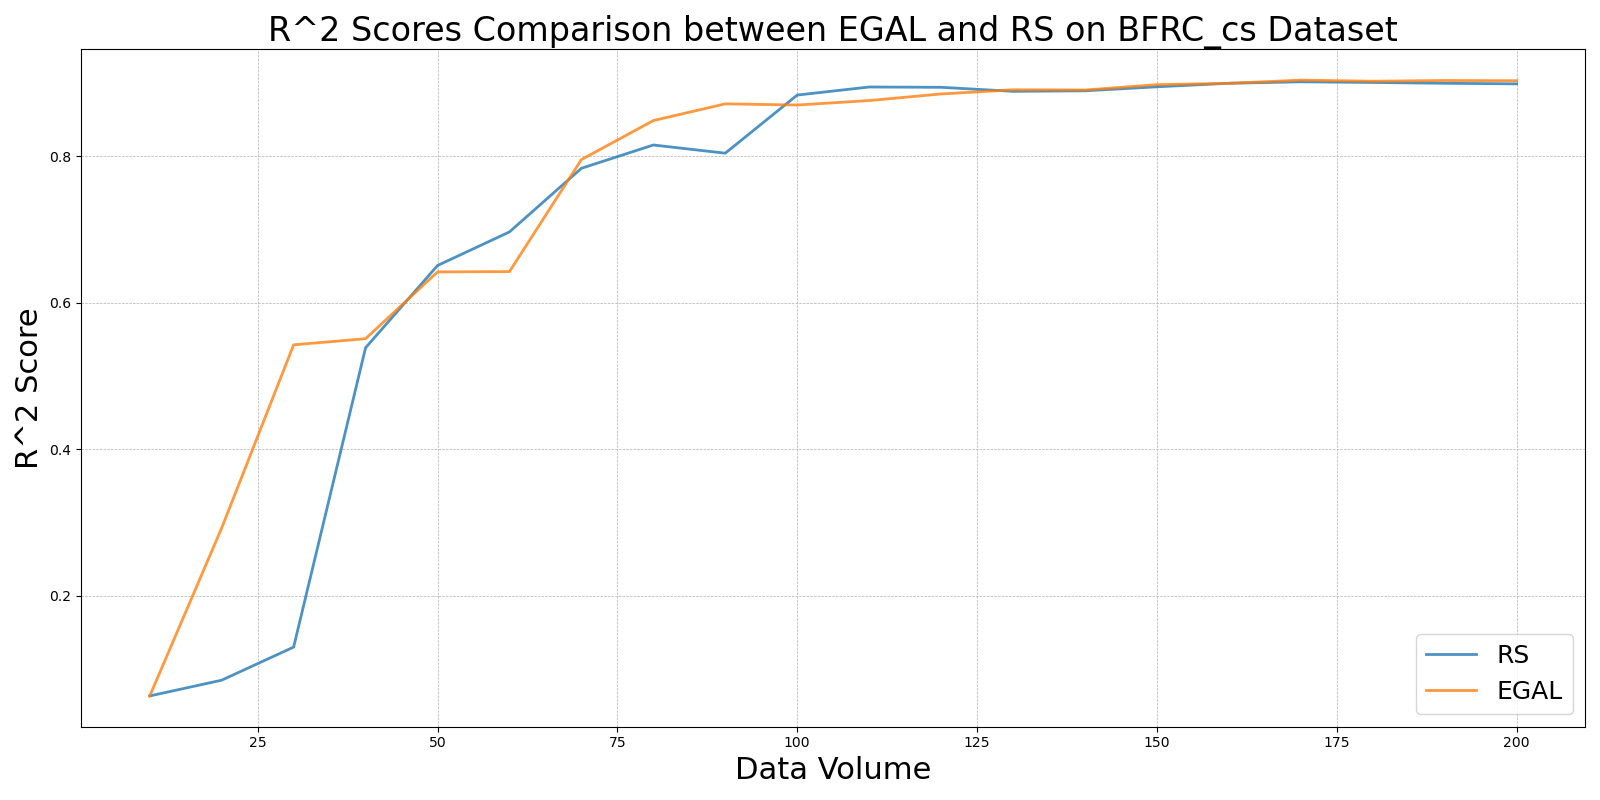 R^2 Scores Comparison between EGAL and RS on BFRC_cs Dataset
R^2 Score
0.8
0.6
0.4
0.2
25 50 75 100 125 150 175 200
Data Volume
RS
EGAL